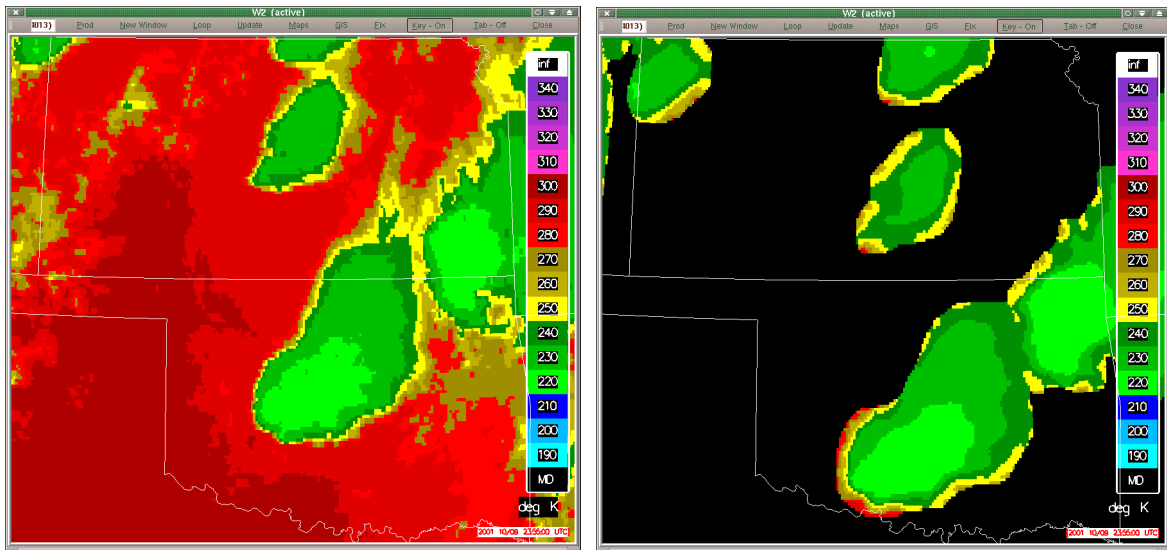 W2 (active)
4013) Prod New Window Loop Update Maps GIS Fix Key - On Tab - Off Close
inf
340
330
320
310
300
290
280
270
260
250
240
230
220
210
200
190
MD
deg K
2001 10/09 23:55:00 UTC
W2 (active)
4013) Prod New Window Loop Update Maps GIS Fix Key - On Tab - Off Close
inf
340
330
320
310
300
290
280
270
260
250
240
230
220
210
200
190
MD
deg K
2001 10/09 23:55:00 UTC